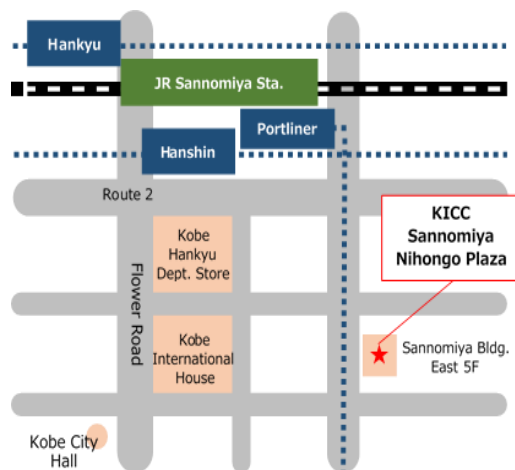 Hankyu
JR Sannomiya Sta.
Portliner
Hanshin
Route 2
KICC
Sannomiya
Nihongo Plaza
Kobe
Hankyu
Dept. Store
Flower Road
Kobe
International
House
Sannomiya Bldg.
East 5F
Kobe City
Hall